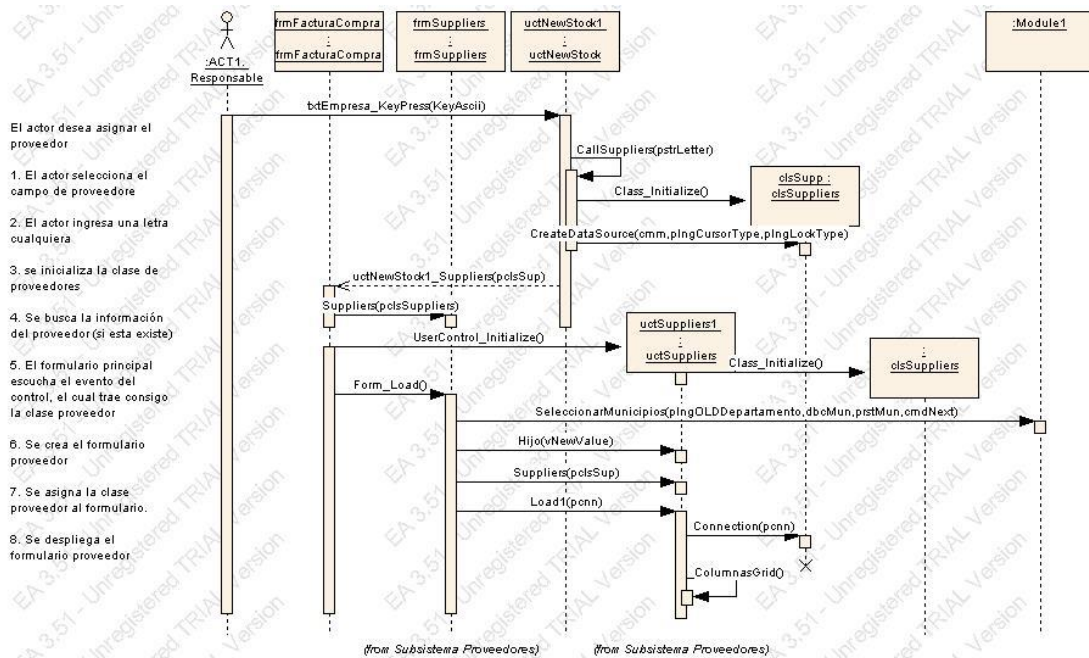 frmFacturaCompra
:
frmFacturaCompra
frmSuppliers
:
frmSuppliers
uctNewStock1
:
uctNewStock
:Module1
:ACT1.
Responsable
txtEmpresa_KeyPress(KeyAscii)
El actor desea asignar el
proveedor
CallSuppliers(pstrLetter)
1. El actor selecciona el
campo de proveedore
clsSupp :
clsSuppliers
Class_Initialize()
2. El actor ingresa una letra
cualquiera
CreateDataSource(cmm,plngCursorType,plngLockType)
3. se inicializa la clase de
proveedores
uctNewStock1_Suppliers(pclsSup)
Suppliers(pclsSuppliers)
4. Se busca la información
del proveedor (si esta existe)
uctSuppliers1
:
uctSuppliers
UserControl_Initialize()
:
clsSuppliers
Class_Initialize()
5. El formulario principal
escucha el evento del
control, el cual trae consigo
la clase proveedor
Form_Load()
SeleccionarMunicipios(plngOLDDepartamento,dbcMun,prstMun,cmdNext)
6. Se crea el formulario
proveedor
Hijo(vNewValue)
Suppliers(pclsSup)
7. Se asigna la clase
proveedor al formulario.
Load1(pcnn)
Connection(pcnn)
8. Se despliega el
formulario proveedor
ColumnasGrid()
(from Subsistema Proveedores)
(from Subsistema Proveedores)
EA 3.51 - Unregistered TRIAL Version